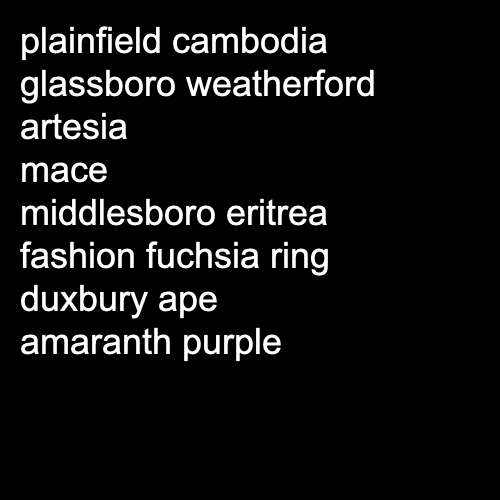 plainfield cambodia
glassboro weatherford
artesia
mace
middlesboro eritrea
fashion fuchsia ring
duxbury ape
amaranth purple